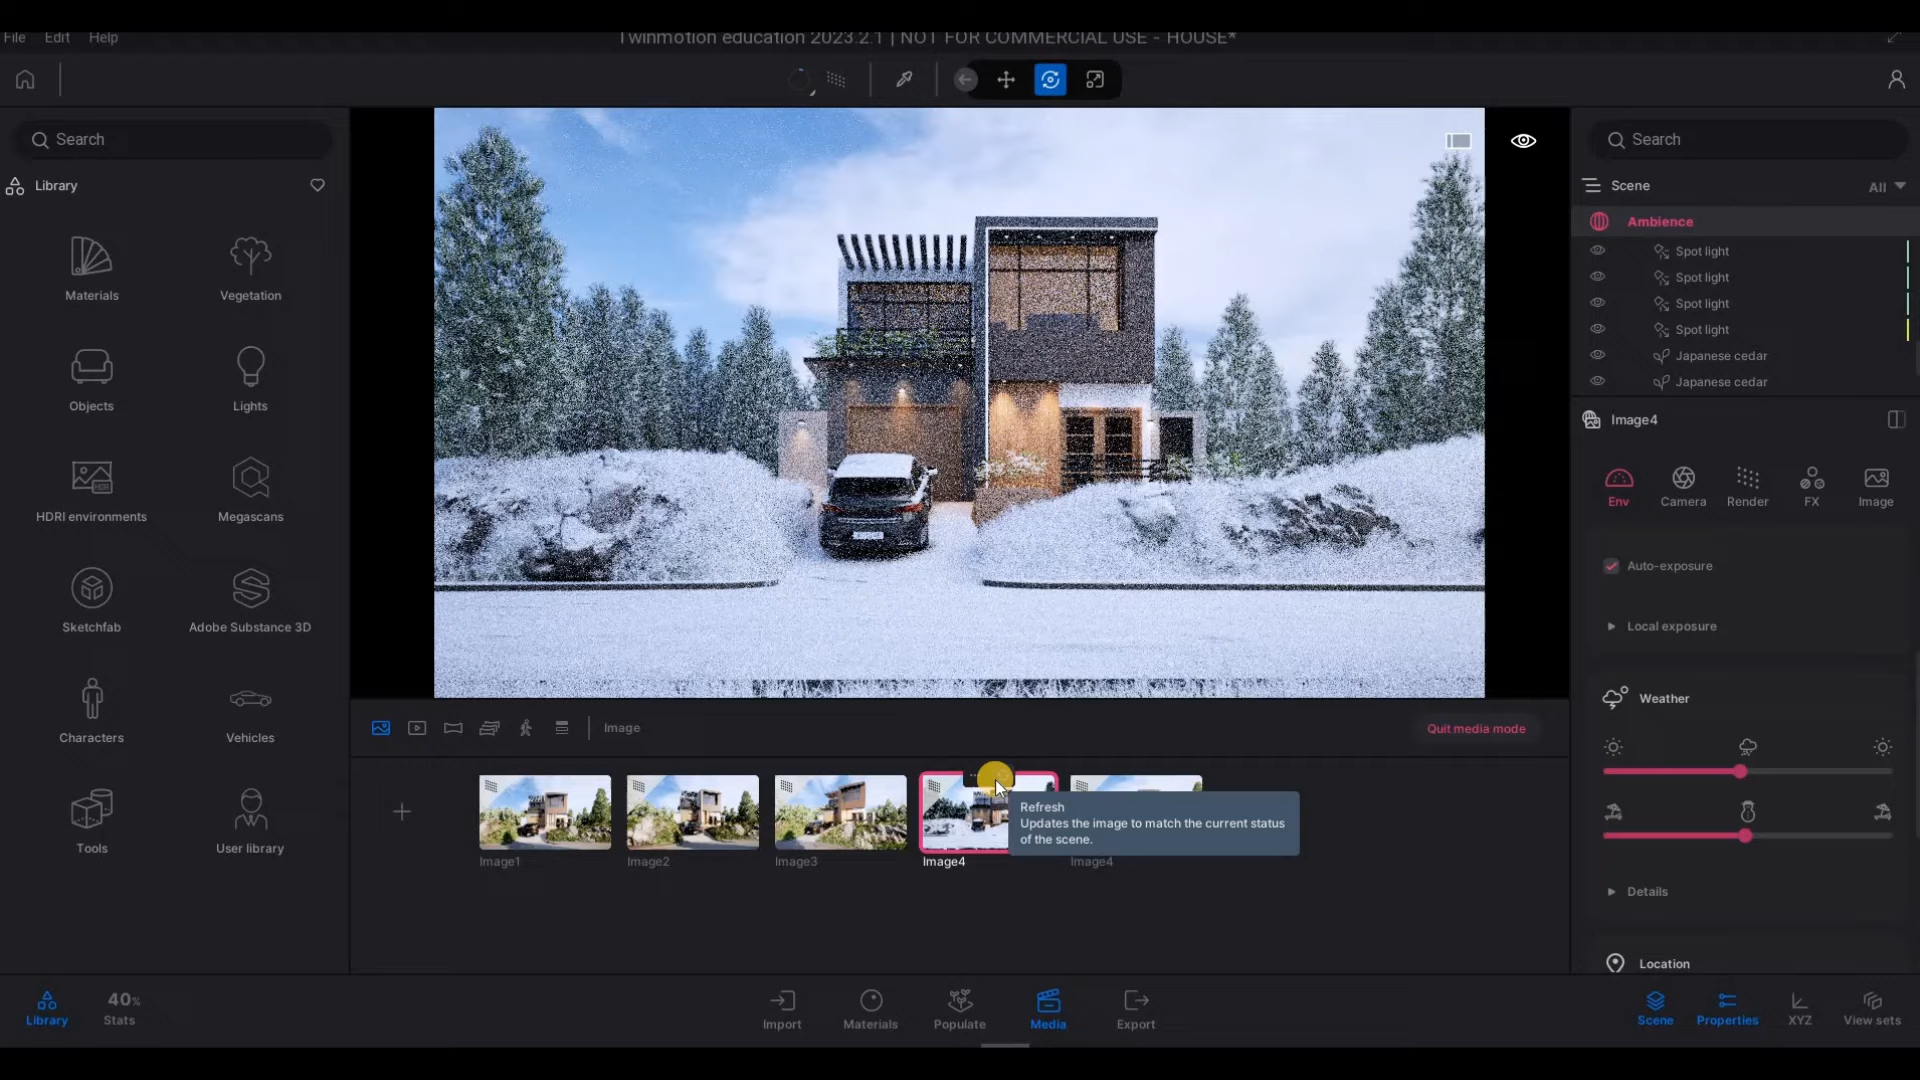 File Edit Help
Twinmotion education 2023.2.1 | NOT FOR COMMERCIAL USE - HOUSE*
Search
Library
Materials
Vegetation
Objects
Lights
HDRI environments
Megascans
Sketchfab
Adobe Substance 3D
Characters
Vehicles
Tools
User library
Image
Quit media mode
Refresh
Updates the image to match the current status
of the scene.
Image1
Image2
Image3
Image4
Image4
Search
Scene
All
Ambience
Spot light
Spot light
Spot light
Spot light
Japanese cedar
Japanese cedar
Image4
Env
Camera
Render
FX
Image
Auto-exposure
Local exposure
Weather
Details
Location
Library
40%
Stats
Import
Materials
Populate
Media
Export
Scene
Properties
XYZ
View sets